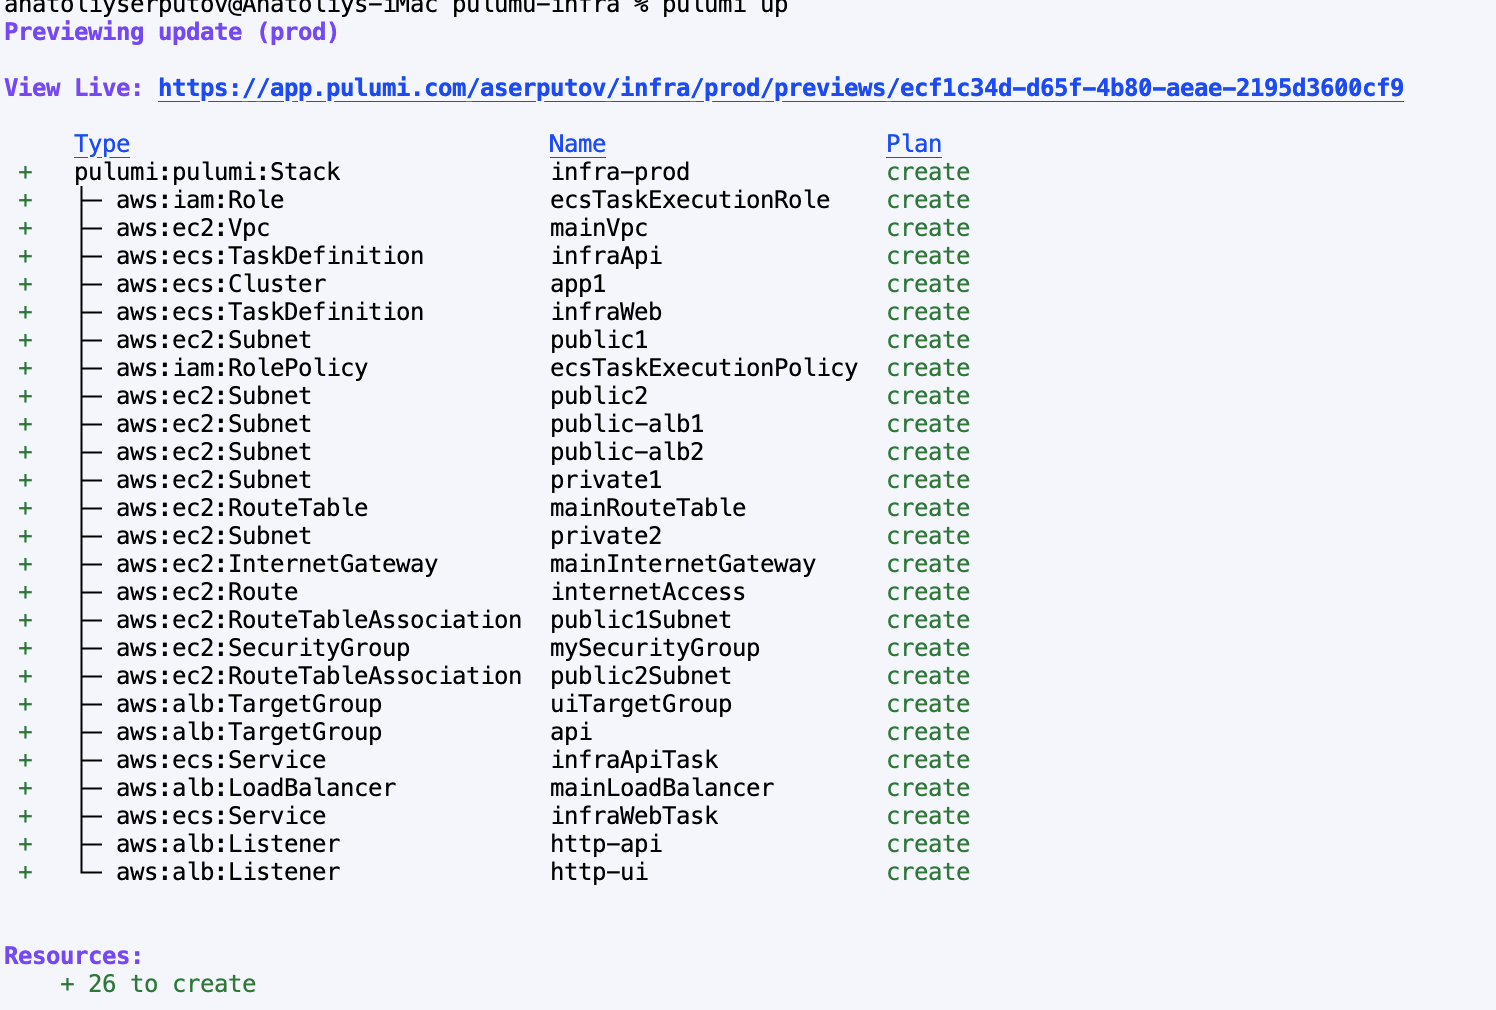 anatoliyserputov@Anatoliys-iMac pulumu-infra % pulumi up
Previewing update (prod)
View Live: https://app.pulumi.com/aserputov/infra/prod/previews/ecf1c34d-d65f-4b80-aeae-2195d3600cf9
Type Name Plan
+ pulumi:pulumi:Stack infra-prod create
+ ├─ aws:iam:Role ecsTaskExecutionRole create
+ ├─ aws:ec2:Vpc mainVpc create
+ ├─ aws:ecs:TaskDefinition infraApi create
+ ├─ aws:ecs:Cluster app1 create
+ ├─ aws:ecs:TaskDefinition infraWeb create
+ ├─ aws:ec2:Subnet public1 create
+ ├─ aws:iam:RolePolicy ecsTaskExecutionPolicy create
+ ├─ aws:ec2:Subnet public2 create
+ ├─ aws:ec2:Subnet public-alb1 create
+ ├─ aws:ec2:Subnet public-alb2 create
+ ├─ aws:ec2:Subnet private1 create
+ ├─ aws:ec2:RouteTable mainRouteTable create
+ ├─ aws:ec2:Subnet private2 create
+ ├─ aws:ec2:InternetGateway mainInternetGateway create
+ ├─ aws:ec2:Route internetAccess create
+ ├─ aws:ec2:RouteTableAssociation public1Subnet create
+ ├─ aws:ec2:SecurityGroup mySecurityGroup create
+ ├─ aws:ec2:RouteTableAssociation public2Subnet create
+ ├─ aws:alb:TargetGroup uiTargetGroup create
+ ├─ aws:alb:TargetGroup api create
+ ├─ aws:ecs:Service infraApiTask create
+ ├─ aws:alb:LoadBalancer mainLoadBalancer create
+ ├─ aws:ecs:Service infraWebTask create
+ ├─ aws:alb:Listener http-api create
+ └─ aws:alb:Listener http-ui create
Resources:
+ 26 to create